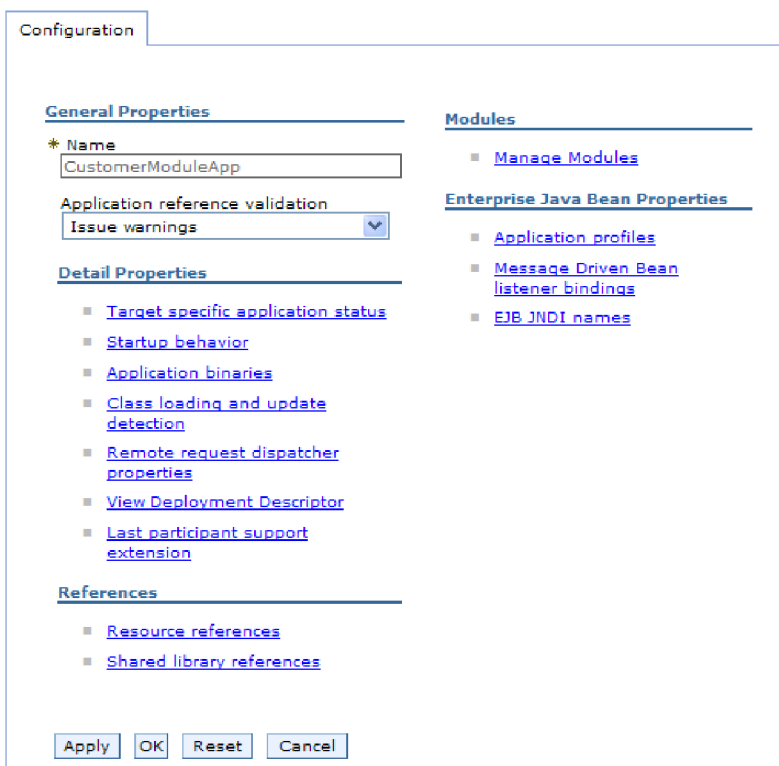 Configuration
General Properties
* Name
CustomerModuleApp
Application reference validation
Issue warnings
Detail Properties
Target specific application status
Startup behavior
Application binaries
Class loading and update
detection
Remote request dispatcher
properties
View Deployment Descriptor
Last participant support
extension
References
Resource references
Shared library references
Modules
Manage Modules
Enterprise Java Bean Properties
Application profiles
Message Driven Bean
listener bindings
EJB JNDI names
Apply OK Reset Cancel